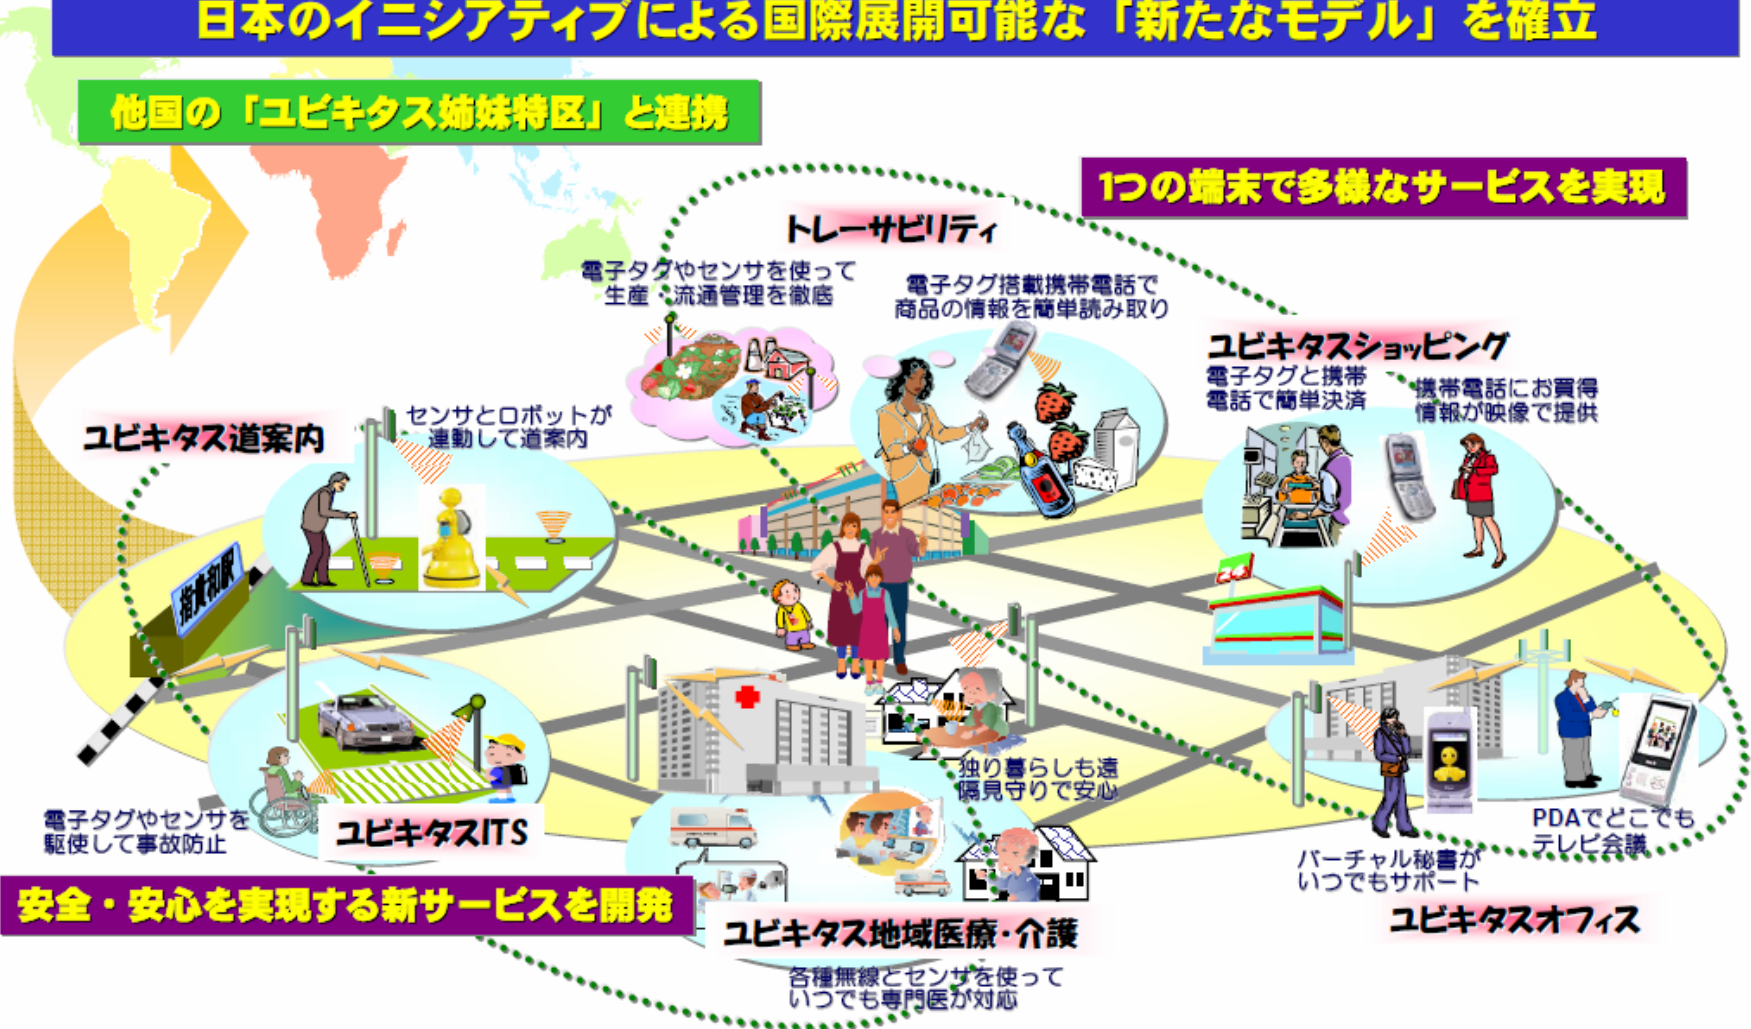 日本のイニシアティブによる国際展開可能な「新たなモデル」を確立
他国の「ユビキタス姉妹特区」と連携
1つの端末で多様なサービスを実現
トレーサビリティ
電子タグやセンサを使って
生産・流通管理を徹底
電子タグ搭載携帯電話で
商品の情報を簡単読み取り
ユビキタスショッピング
電子タグと携帯
電話で簡単決済
携帯電話にお買得
情報が映像で提供
ユビキタス道案内
センサとロボットが
連動して道案内
指貴和駅
電子タグやセンサを
駆使して事故防止
ユビキタスITS
独り暮らしも遠
隔見守りで安心
PDAでどこでも
テレビ会議
バーチャル秘書が
いつでもサポート
ユビキタスオフィス
安全・安心を実現する新サービスを開発
ユビキタス地域医療・介護
各種無線とセンサを使って
いつでも専門医が対応